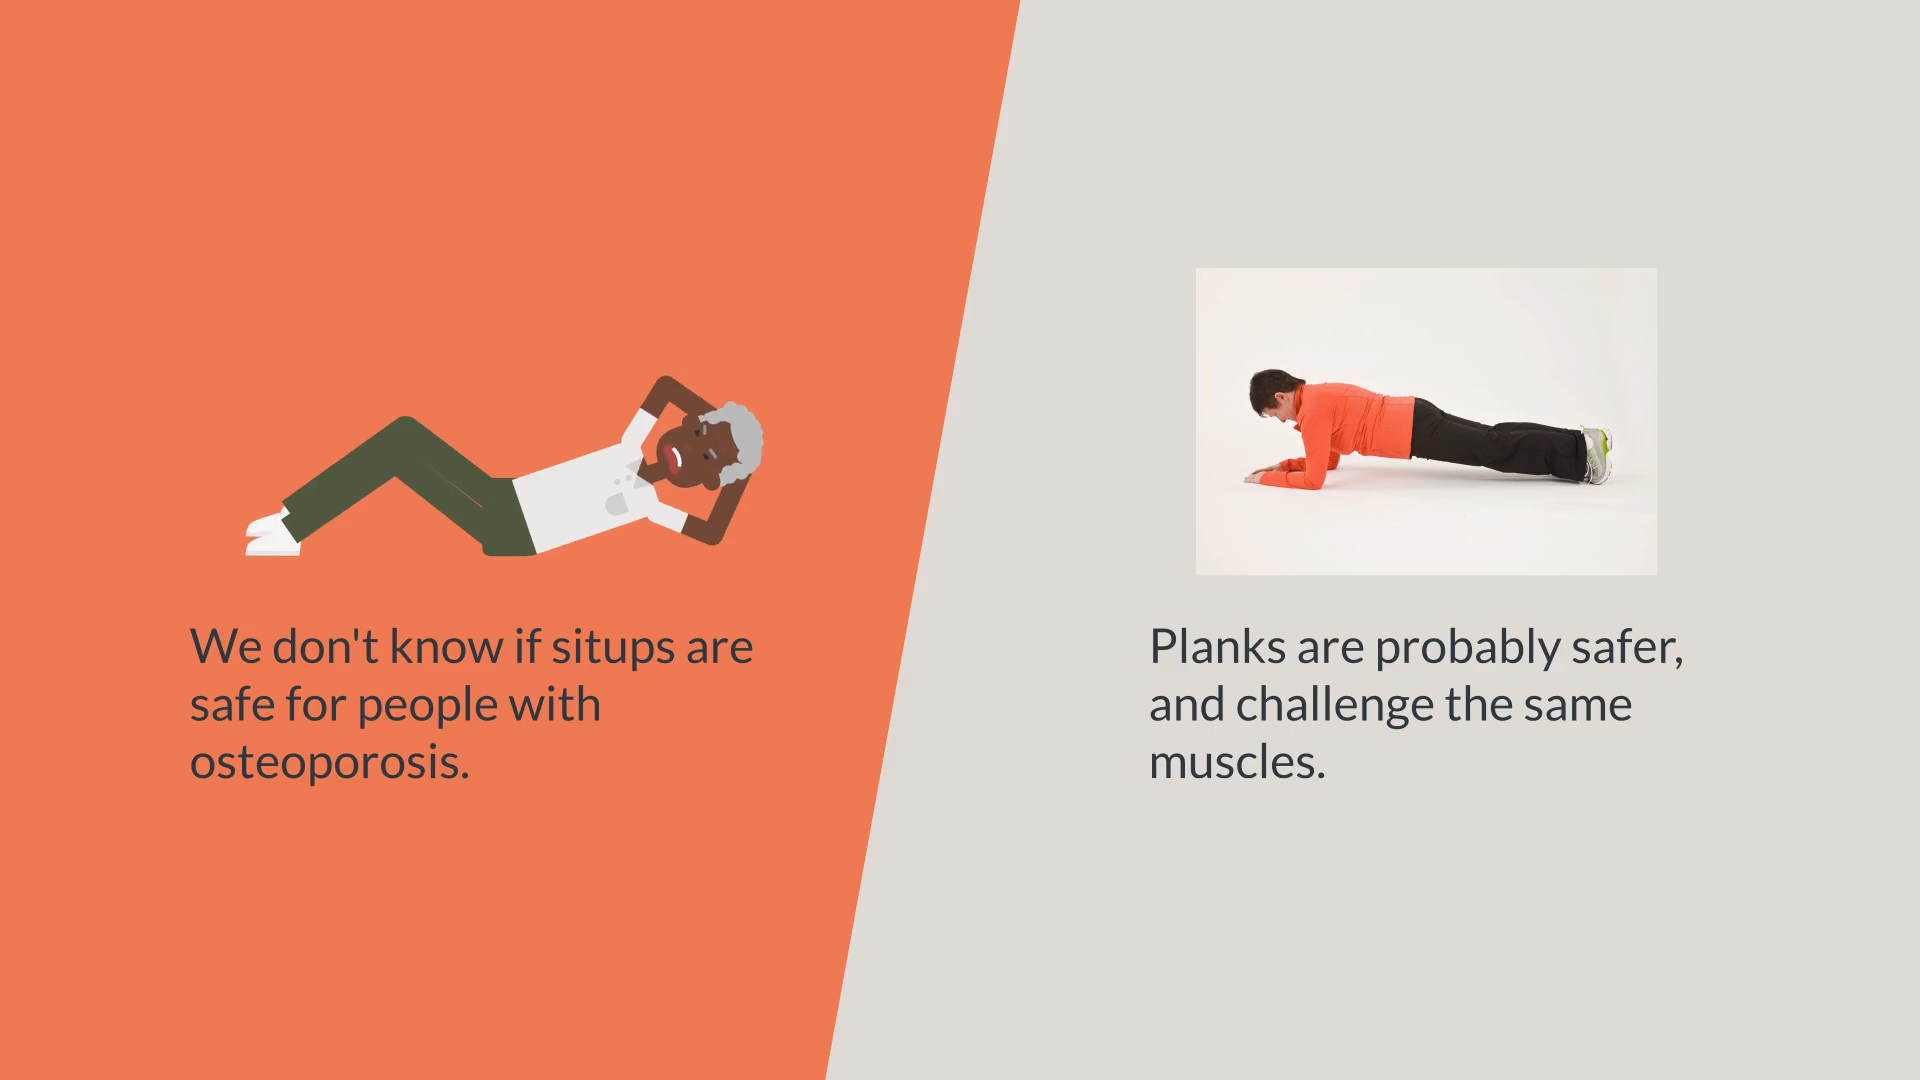 We don't know if situps are
safe for people with
osteoporosis.
Planks are probably safer,
and challenge the same
muscles.